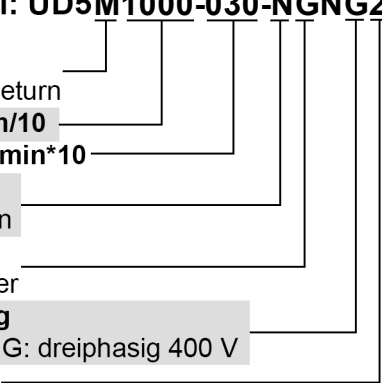 UD5M1000-030-NGNG2
eturn
n/10
min*10
n
er
g
G: dreiphasig 400 V